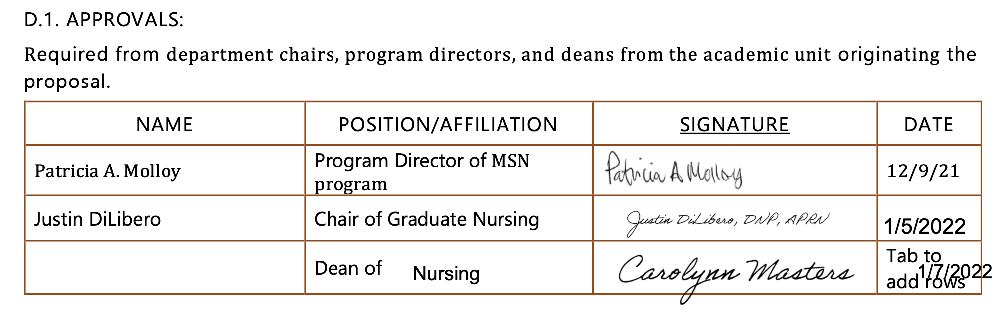 D.1. APPROVALS:
Required from department chairs, program directors, and deans from the academic unit originating the
proposal.
NAME POSITION/AFFILIATION SIGNATURE DATE
Patricia A. Molloy Program Director of MSN
program Patricia A Molloy 12/9/21
Justin DiLibero Chair of Graduate Nursing Justin DiLibero, DNP, APRN 1/5/2022
Dean of Nursing Carolynn Masters Tab to
add rows 1/7/2022